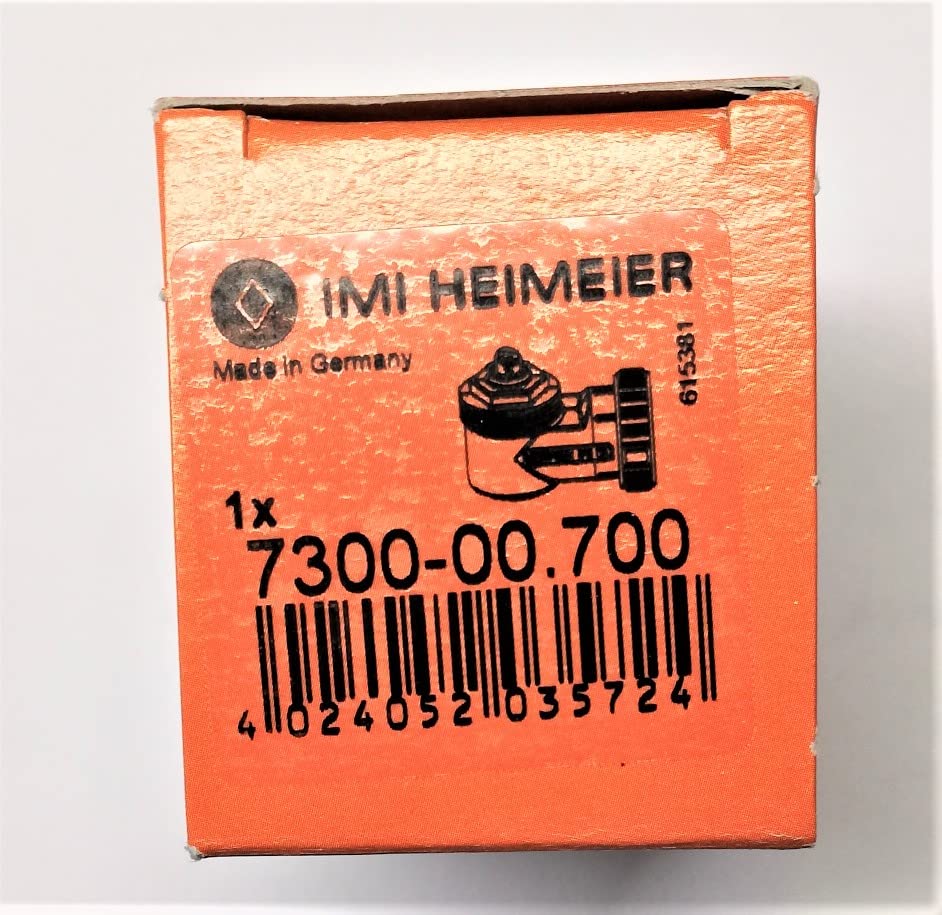 IMI HEIMEIER
Made in Germany
615381
1x
7300-00.700
4 024052 035724